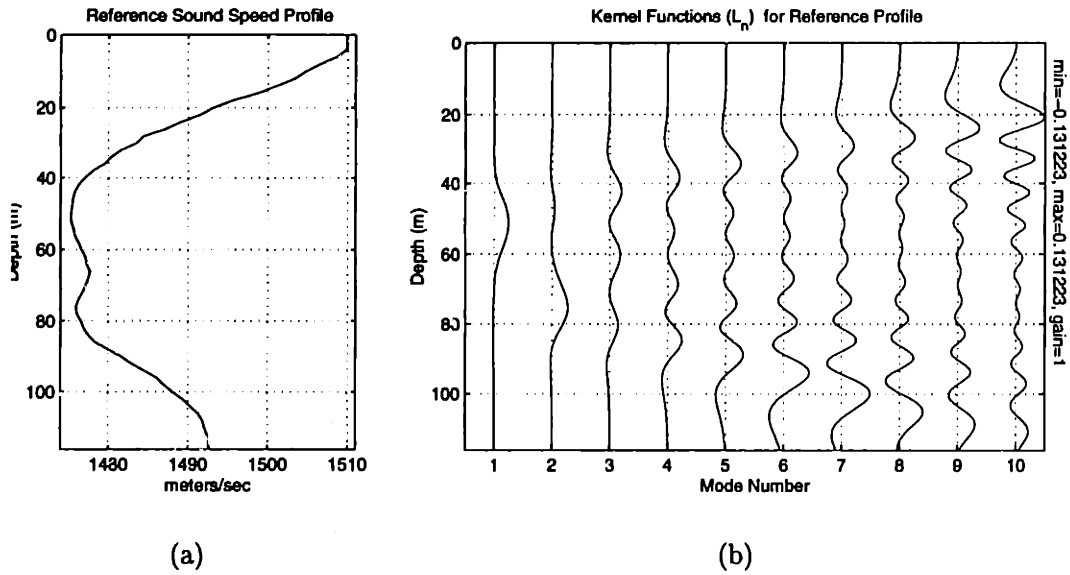 Reference Sound Speed Profile
0
20
40
60
80
100
Depth (m)
1430 1490 1500 1510
meters/sec
(a)
Kernel Functions (Ln) for Reference Profile
0
20
40
60
80
100
Depth (m)
1 2 3 4 5 6 7 8 9 10
Mode Number
min=-0.131223, max=0.131223, gain=1
(b)